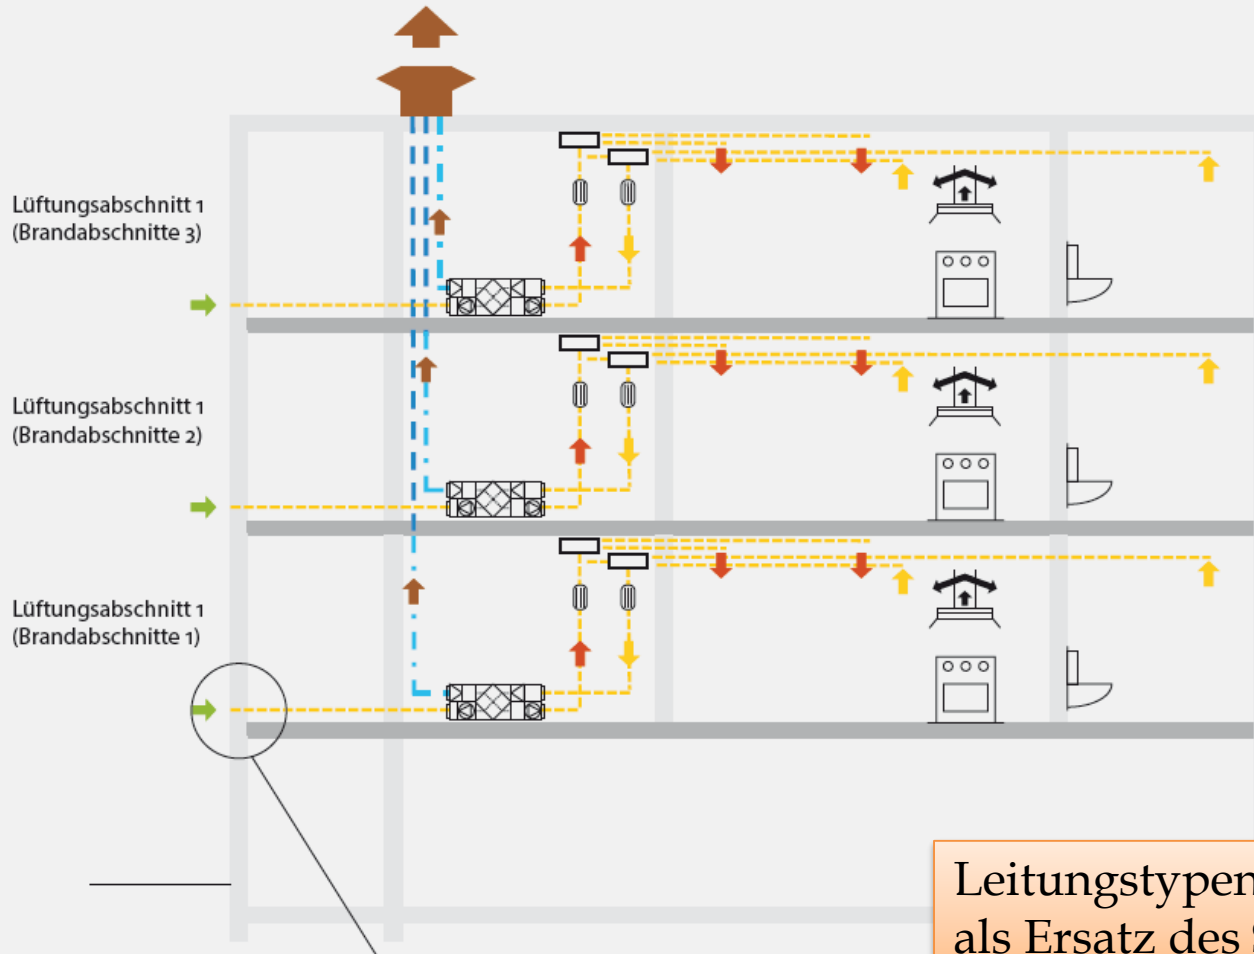 Lüftungsabschnitt 1
(Brandabschnitte 3)
Lüftungsabschnitt 1
(Brandabschnitte 2)
Lüftungsabschnitt 1
(Brandabschnitte 1)
Leitungstypen
als Ersatz des